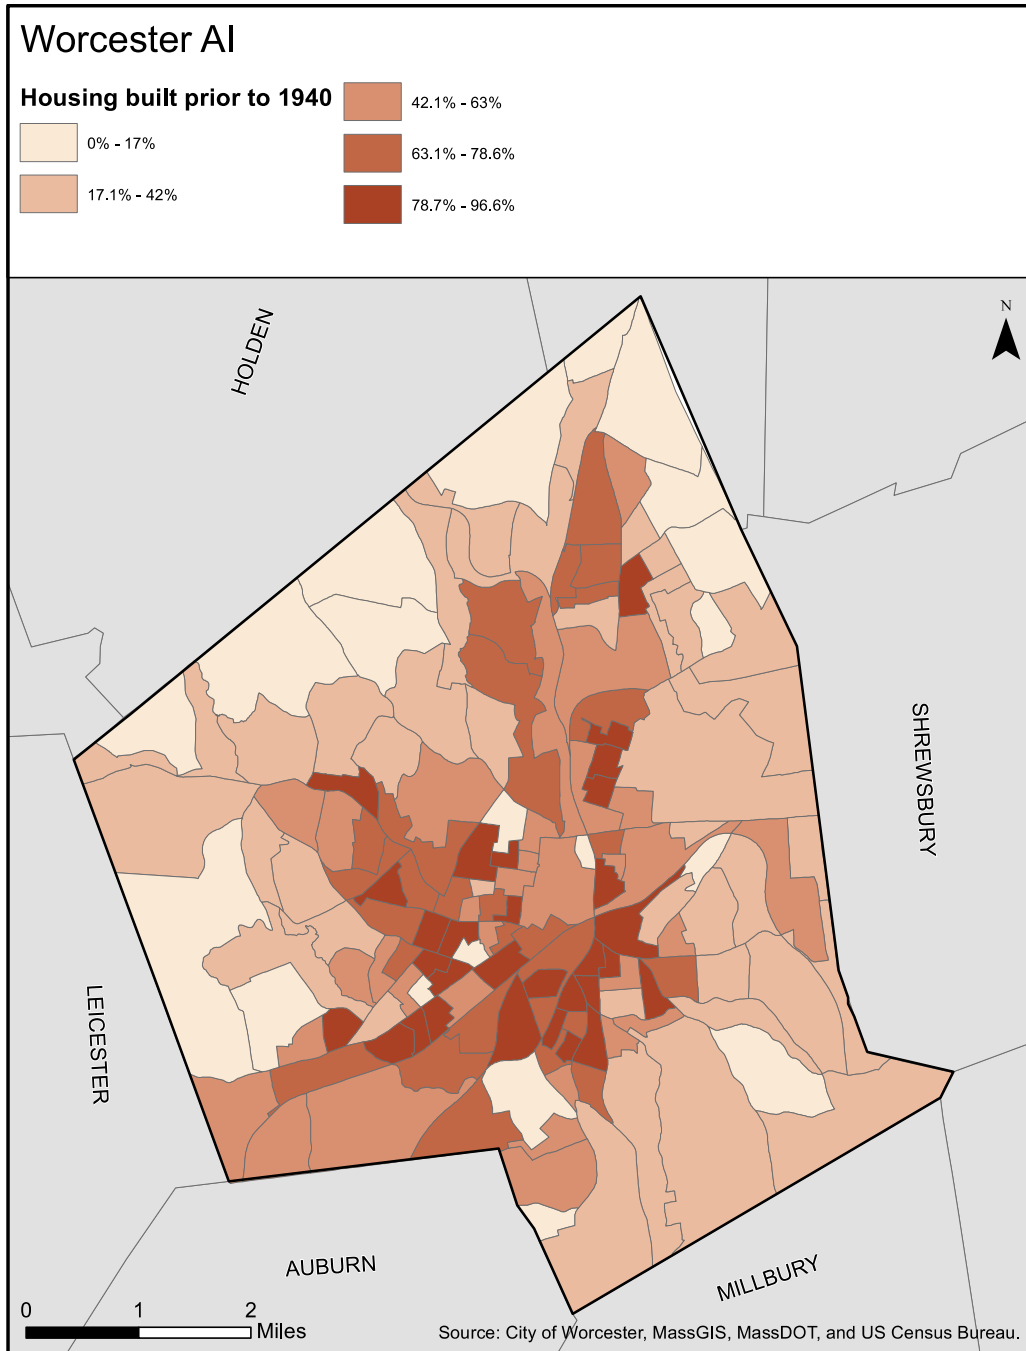 Worcester AI
Housing built prior to 1940
0% - 17%
17.1% - 42%
42.1% - 63%
63.1% - 78.6%
78.7% - 96.6%
HOLDEN
N
SHREWSBURY
LEICESTER
AUBURN
MILLBURY
0 1 2
Miles
Source: City of Worcester, MassGIS, MassDOT, and US Census Bureau.